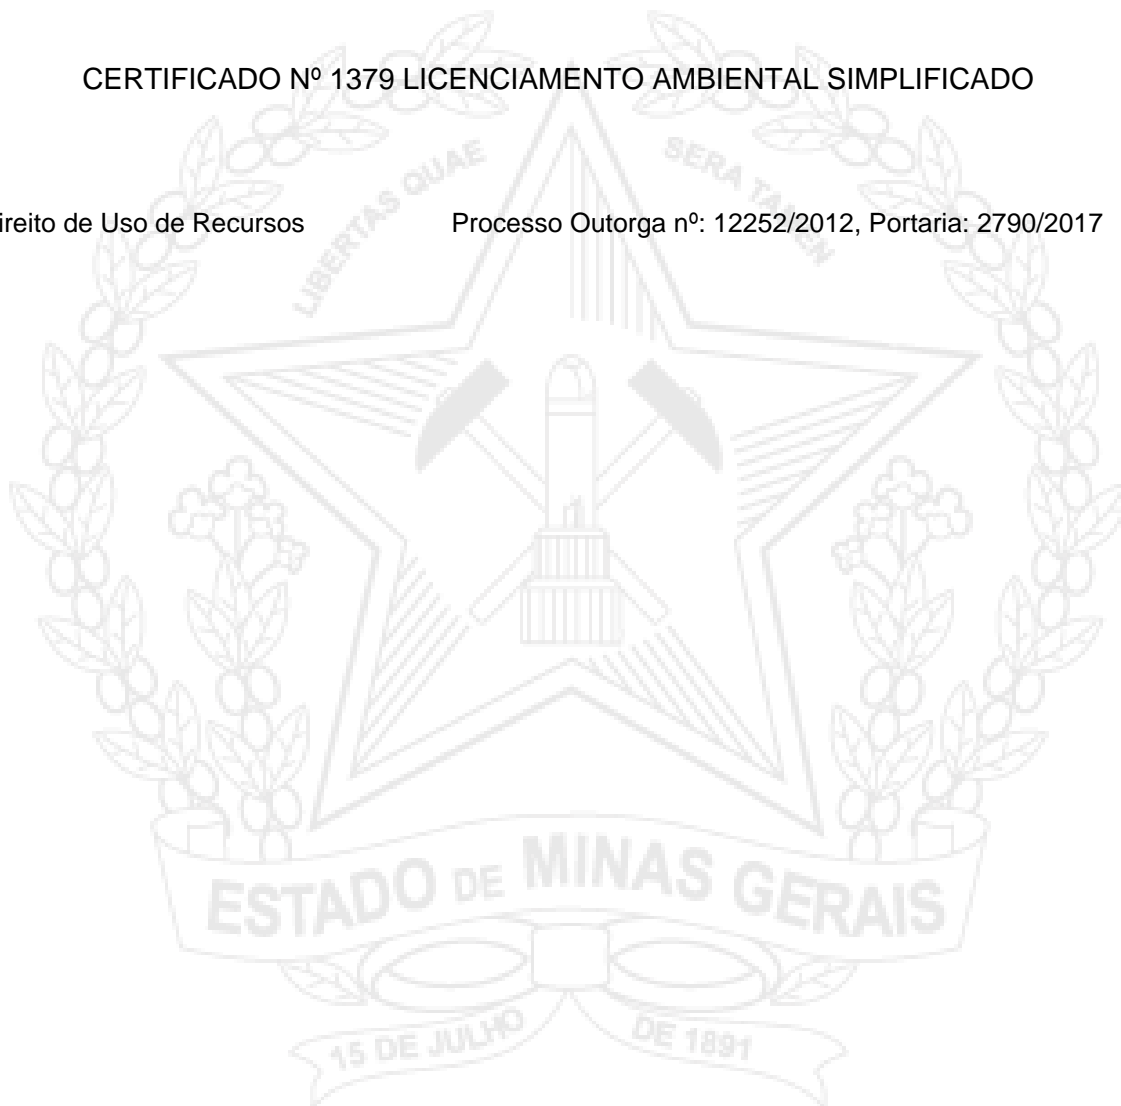 CERTIFICADO Nº 1379 LICENCIAMENTO AMBIENTAL SIMPLIFICADO
ireito de Uso de Recursos Processo Outorga nº: 12252/2012, Portaria: 2790/2017
LIBERTAS QUAE SERA TAMEN
ESTADO DE MINAS GERAIS
15 DE JULHO DE 1891